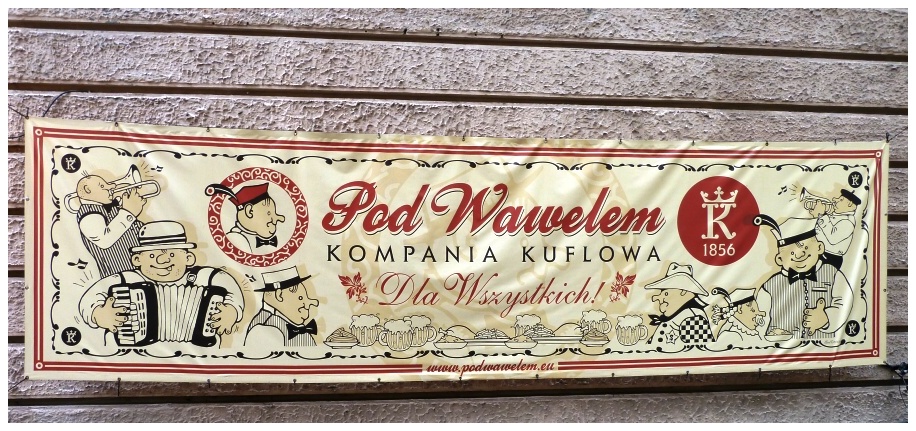 Pod Wawelem
KOMPANIA KUFLOWA
Dla Wszystkich!
K
1856
www.podwawelem.eu
K
K
K